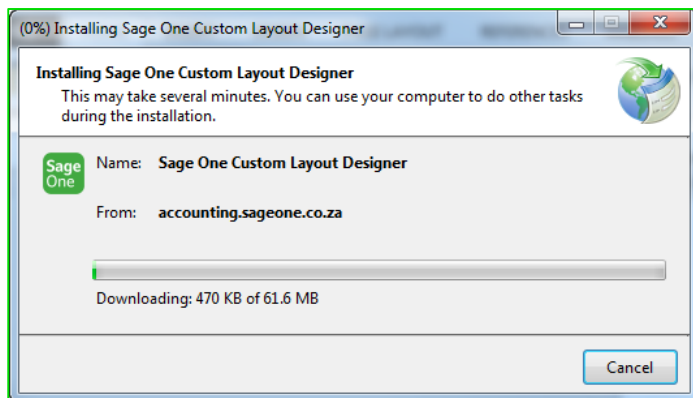 (0%) Installing Sage One Custom Layout Designer
Installing Sage One Custom Layout Designer
This may take several minutes. You can use your computer to do other tasks
during the installation.
Sage
One
Name: Sage One Custom Layout Designer
From: accounting.sageone.co.za
Downloading: 470 KB of 61.6 MB
Cancel